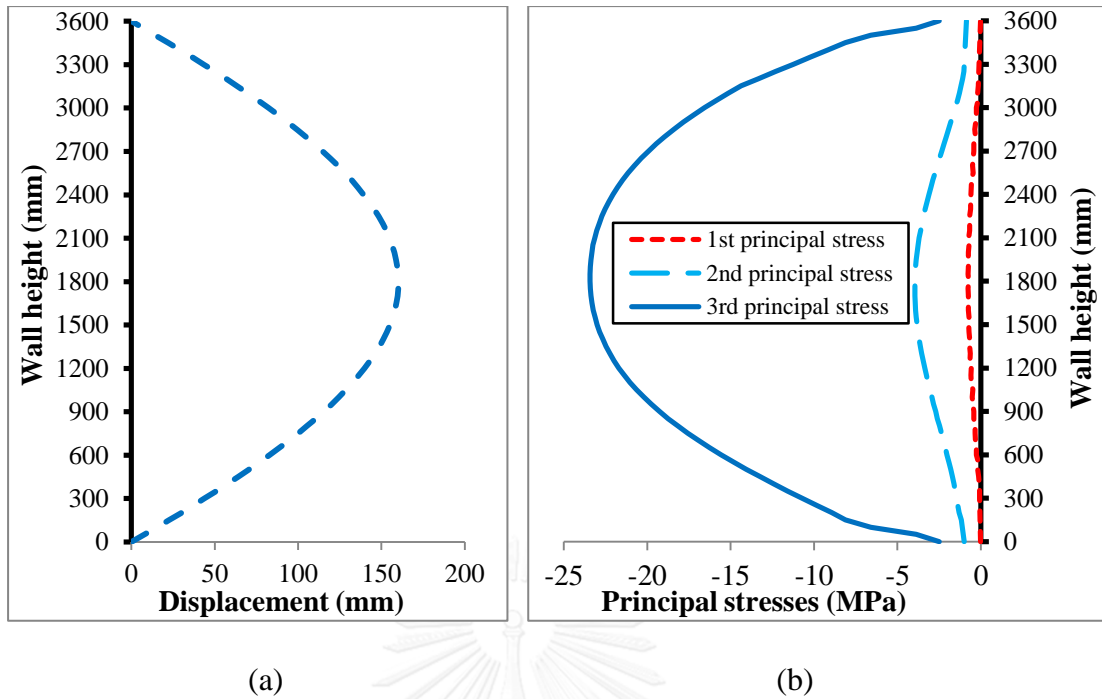 3600
3300
3000
2700
2400
2100
1800
1500
1200
900
600
300
0
Wall height (mm)
0 50 100 150 200
Displacement (mm)
(a)
1st principal stress
2nd principal stress
3rd principal stress
3600
3300
3000
2700
2400
2100
1800
1500
1200
900
600
300
0
Wall height (mm)
-25 -20 -15 -10 -5 0
Principal stresses (MPa)
(b)